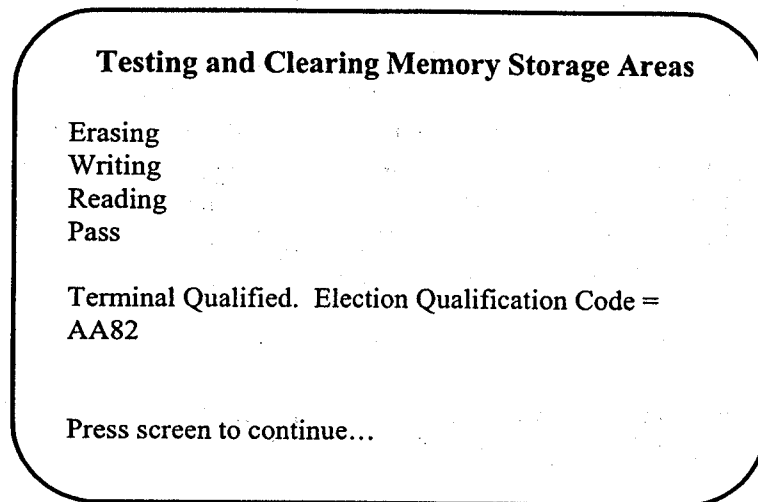 Testing and Clearing Memory Storage Areas
Erasing
Writing
Reading
Pass
Terminal Qualified. Election Qualification Code =
AA82
Press screen to continue...